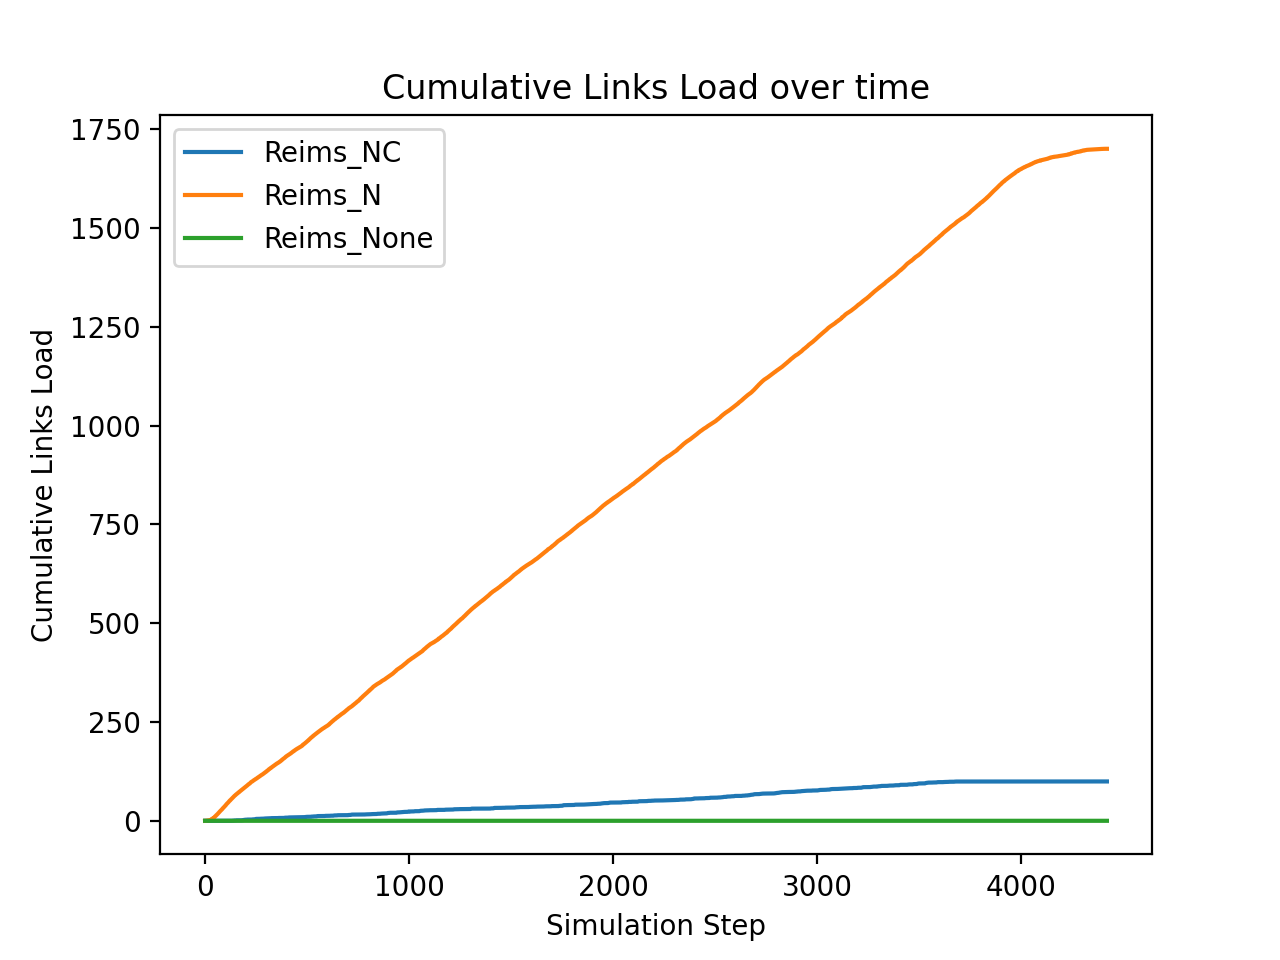 Cumulative Links Load over time
Reims_NC
Reims_N
Reims_None
Cumulative Links Load
1750
1500
1250
1000
750
500
250
0
0 1000 2000 3000 4000
Simulation Step